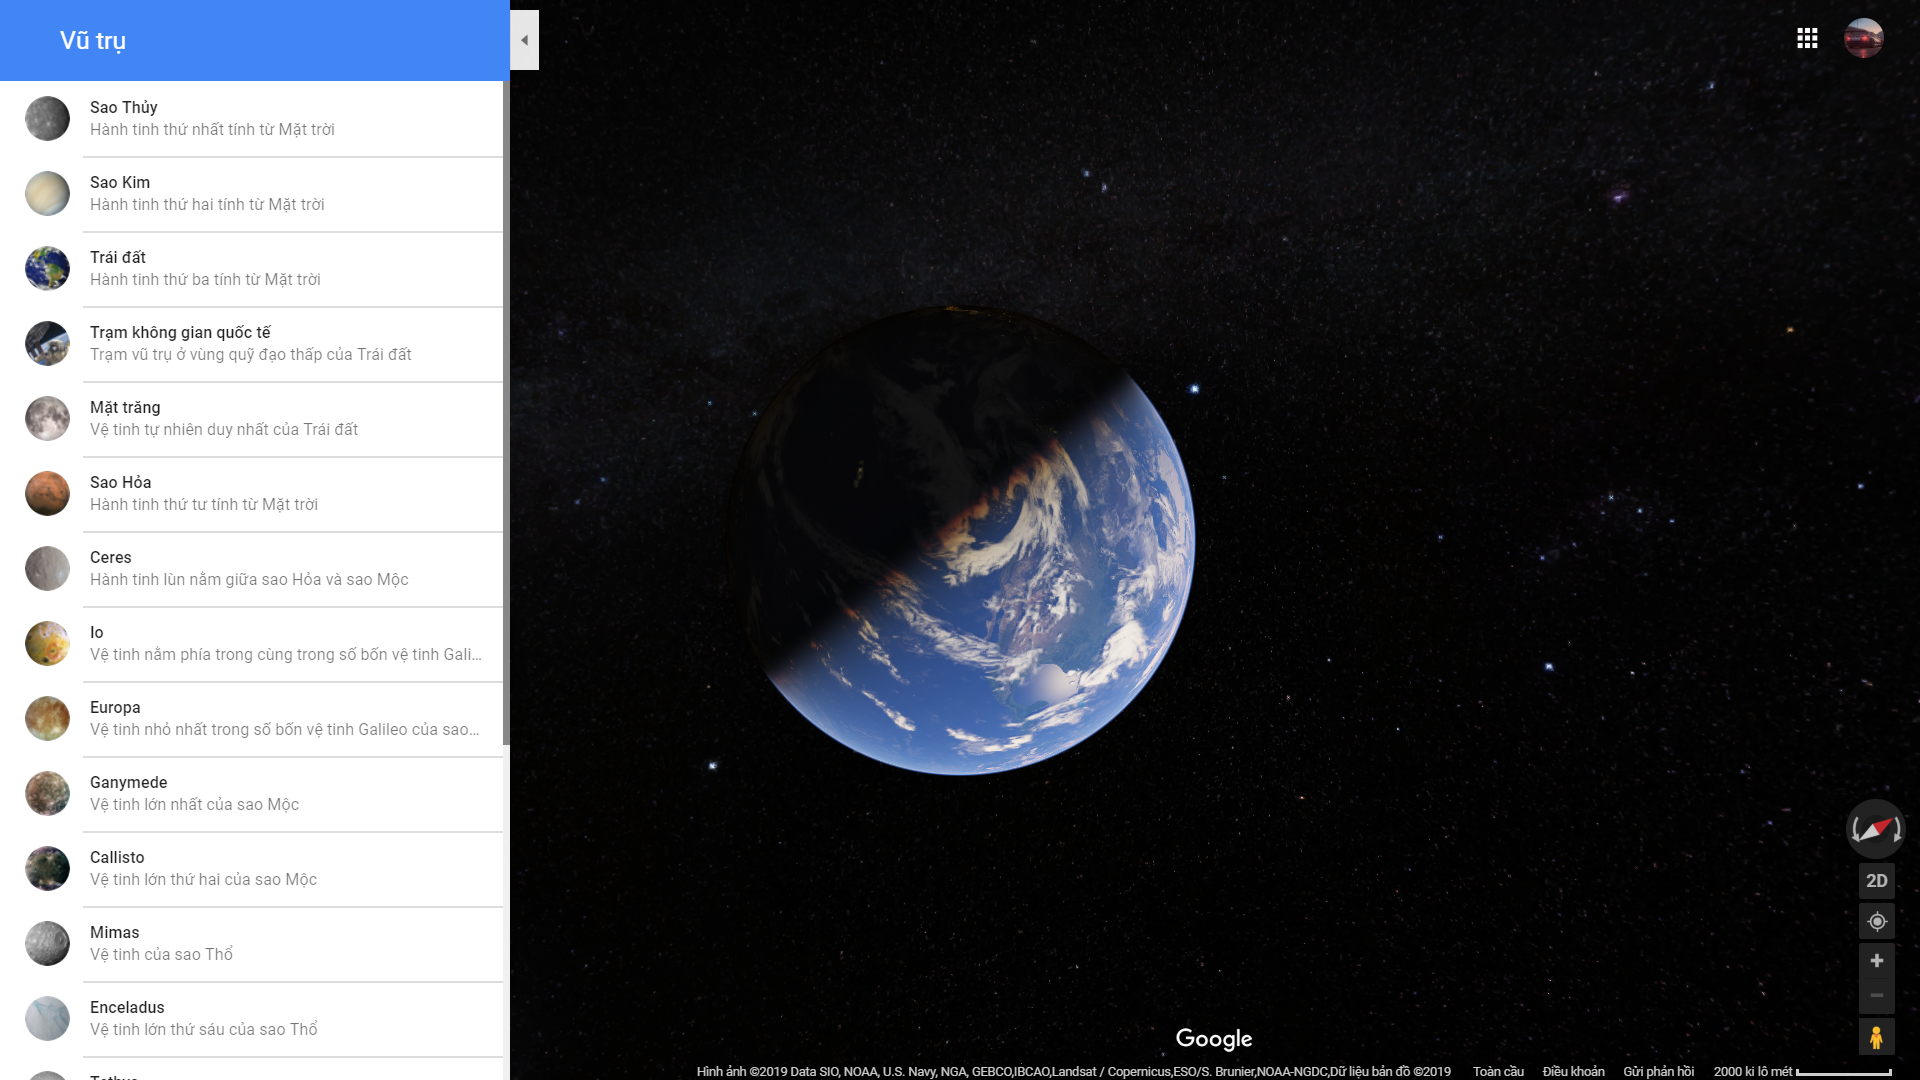 Vũ trụ
Sao Thủy
Hành tinh thứ nhất tính từ Mặt trời
Sao Kim
Hành tinh thứ hai tính từ Mặt trời
Trái đất
Hành tinh thứ ba tính từ Mặt trời
Trạm không gian quốc tế
Trạm vũ trụ ở vùng quỹ đạo thấp của Trái đất
Mặt trăng
Vệ tinh tự nhiên duy nhất của Trái đất
Sao Hỏa
Hành tinh thứ tư tính từ Mặt trời
Ceres
Hành tinh lùn nằm giữa sao Hỏa và sao Mộc
Io
Vệ tinh nằm phía trong cùng trong số bốn vệ tinh Gali...
Europa
Vệ tinh nhỏ nhất trong số bốn vệ tinh Galileo của sao...
Ganymede
Vệ tinh lớn nhất của sao Mộc
Callisto
Vệ tinh lớn thứ hai của sao Mộc
Mimas
Vệ tinh của sao Thổ
Enceladus
Vệ tinh lớn thứ sáu của sao Thổ
2D
Google
Hình ảnh ©2019 Data SIO, NOAA, U.S. Navy, NGA, GEBCO,IBCAO,Landsat / Copernicus,ESO/S. Brunier,NOAA-NGDC,Dữ liệu bản đồ ©2019 Toàn cầu Điều khoản Gửi phản hồi 2000 ki lô mét